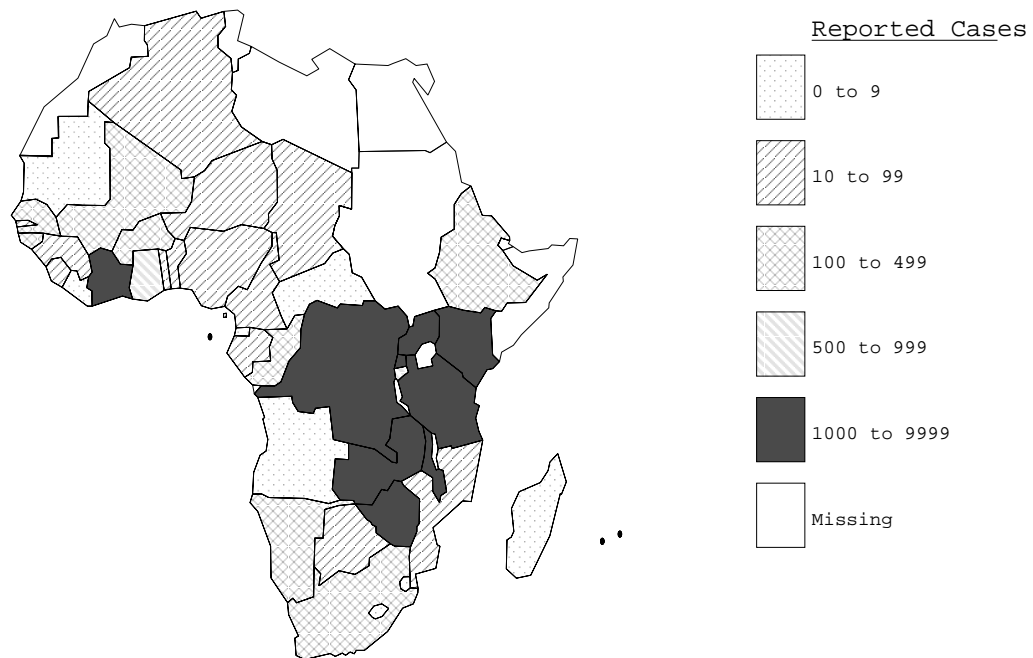 Reported Cases
0 to 9
10 to 99
100 to 499
500 to 999
1000 to 9999
Missing